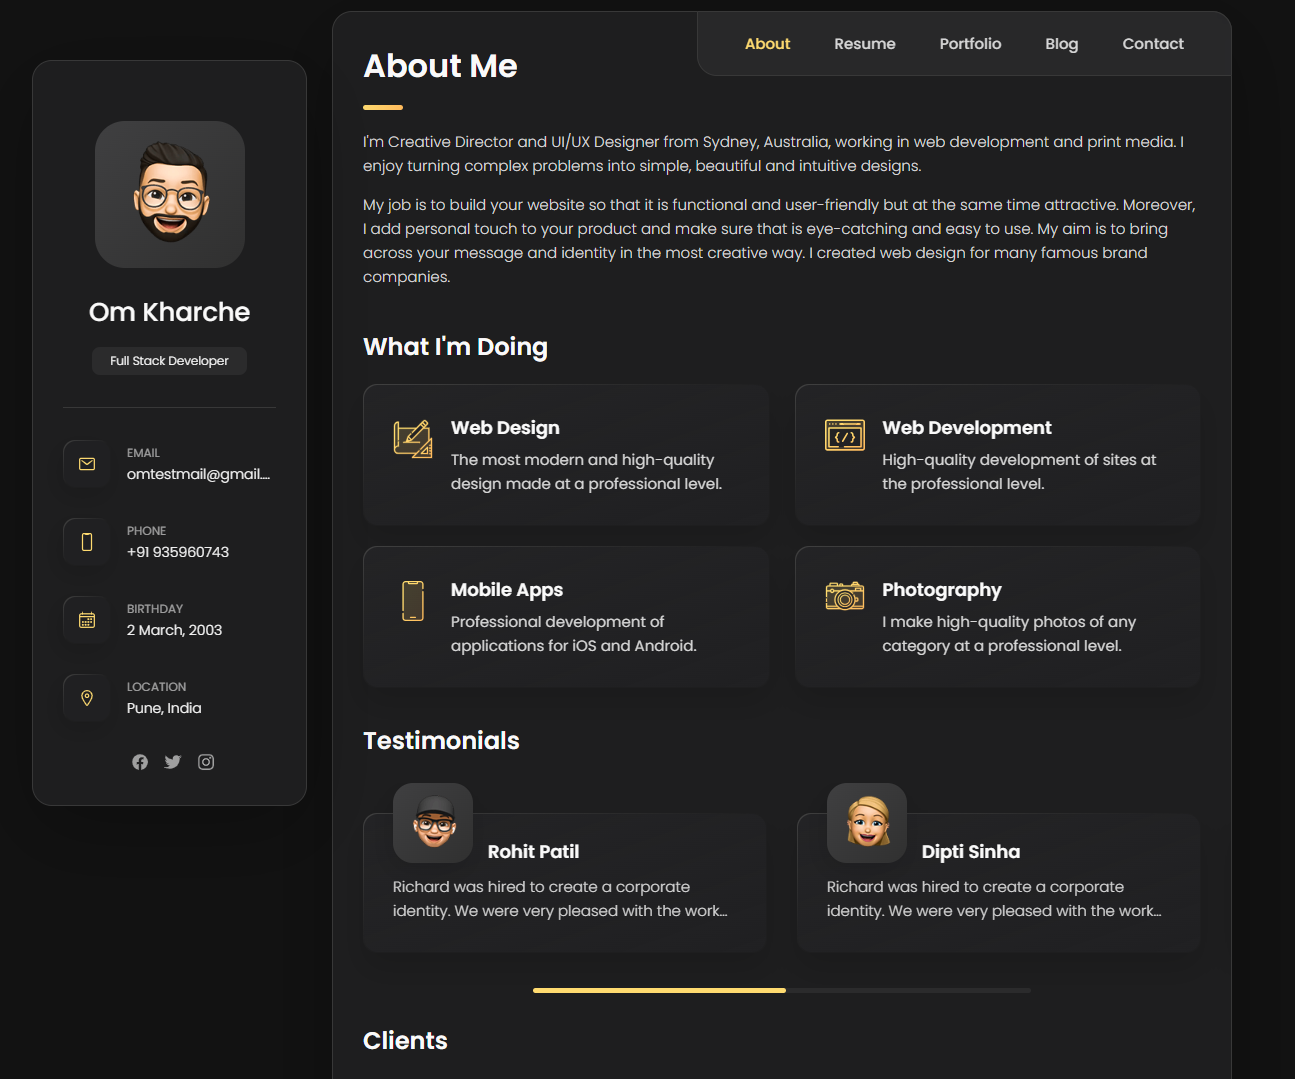 Om Kharche
Full Stack Developer
EMAIL
omtestmail@gmail....
PHONE
+91 935960743
BIRTHDAY
2 March, 2003
LOCATION
Pune, India
About
Resume
Portfolio
Blog
Contact
About Me
I'm Creative Director and UI/UX Designer from Sydney, Australia, working in web development and print media. I
enjoy turning complex problems into simple, beautiful and intuitive designs.
My job is to build your website so that it is functional and user-friendly but at the same time attractive. Moreover,
I add personal touch to your product and make sure that is eye-catching and easy to use. My aim is to bring
across your message and identity in the most creative way. I created web design for many famous brand
companies.
What I'm Doing
Web Design
The most modern and high-quality
design made at a professional level.
Web Development
High-quality development of sites at
the professional level.
Mobile Apps
Professional development of
applications for iOS and Android.
Photography
I make high-quality photos of any
category at a professional level.
Testimonials
Rohit Patil
Richard was hired to create a corporate
identity. We were very pleased with the work...
Dipti Sinha
Richard was hired to create a corporate
identity. We were very pleased with the work...
Clients